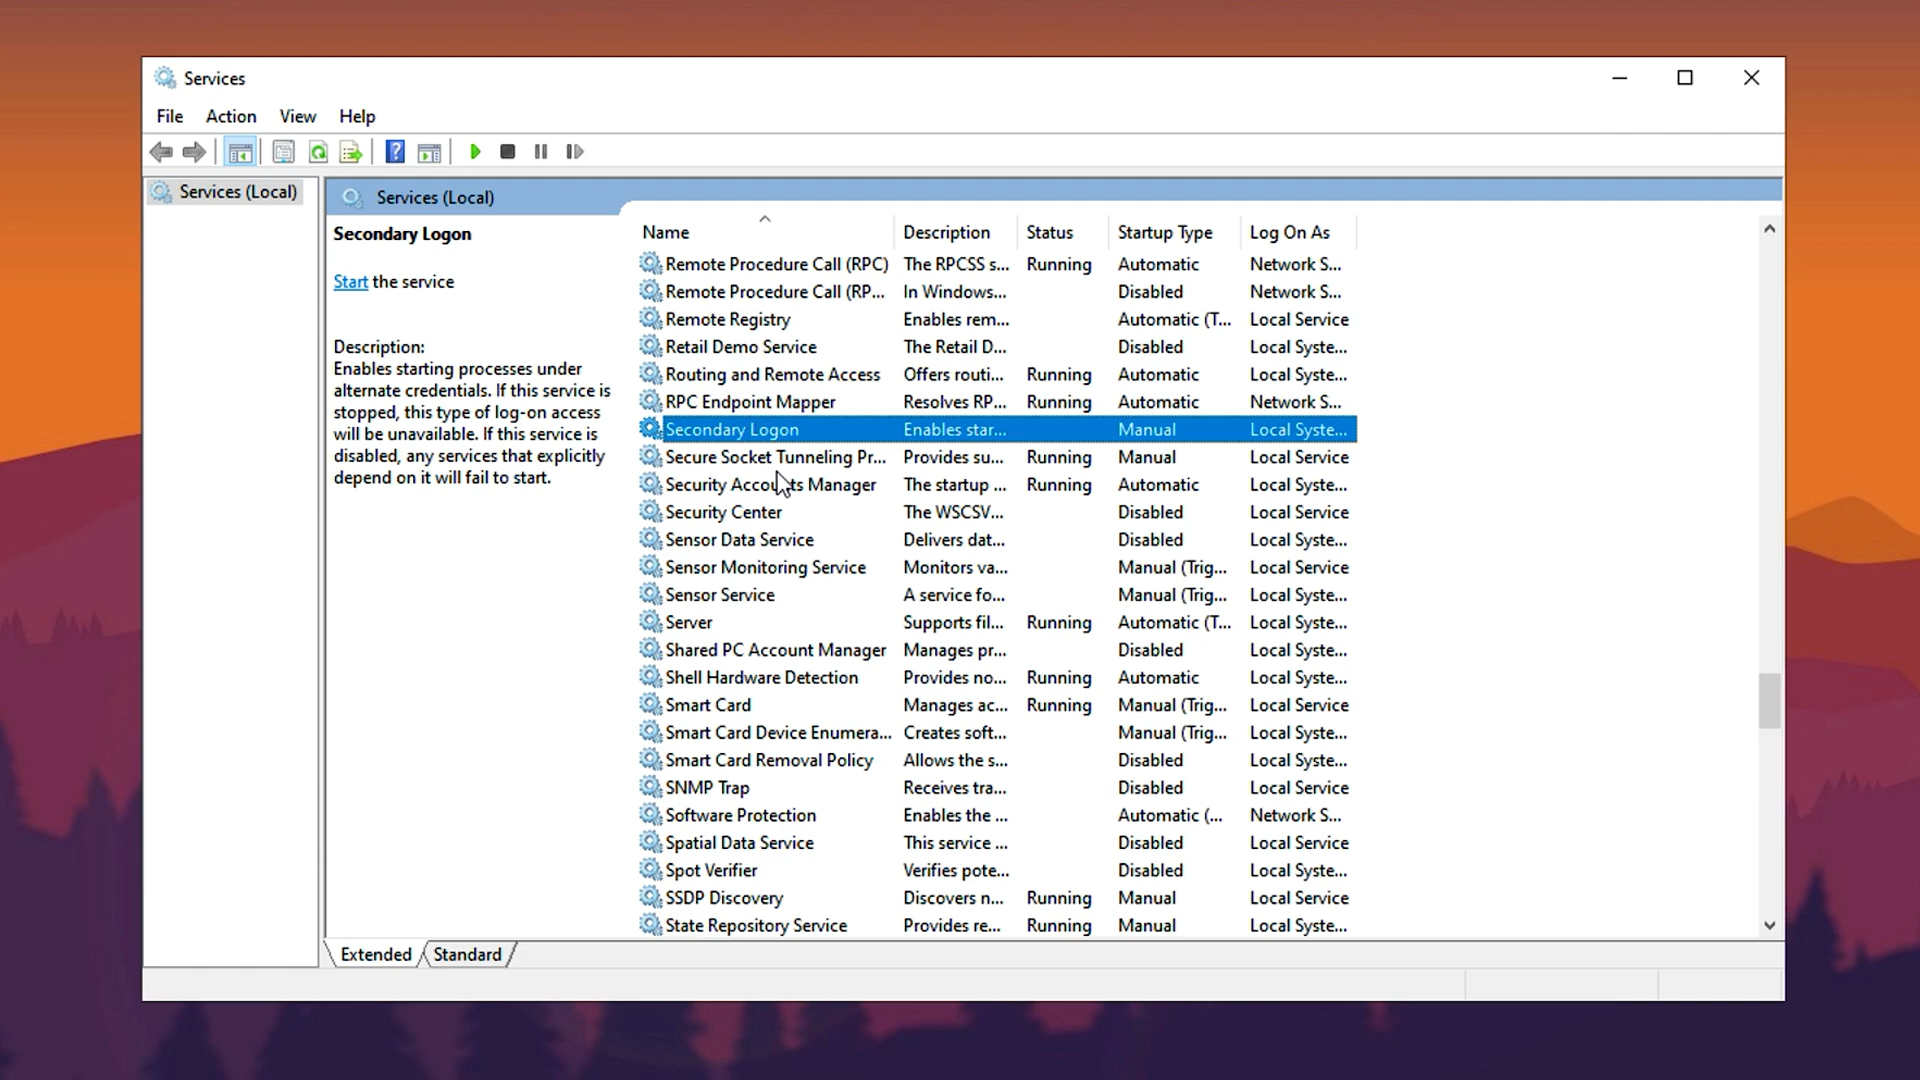 Services
File Action View Help
?
Services (Local)
Services (Local)
Secondary Logon
Start the service
Description:
Enables starting processes under
alternate credentials. If this service is
stopped, this type of log-on access
will be unavailable. If this service is
disabled, any services that explicitly
depend on it will fail to start.
Name Description Status Startup Type Log On As
Remote Procedure Call (RPC) The RPCSS s... Running Automatic Network S...
Remote Procedure Call (RP... In Windows... Disabled Network S...
Remote Registry Enables rem... Automatic (T... Local Service
Retail Demo Service The Retail D... Disabled Local Syste...
Routing and Remote Access Offers routi... Running Automatic Local Syste...
RPC Endpoint Mapper Resolves RP... Running Automatic Network S...
Secondary Logon Enables star... Manual Local Syste...
Secure Socket Tunneling Pr... Provides su... Running Manual Local Service
Security Accounts Manager The startup ... Running Automatic Local Syste...
Security Center The WSCSV... Disabled Local Service
Sensor Data Service Delivers dat... Disabled Local Syste...
Sensor Monitoring Service Monitors va... Manual (Trig... Local Service
Sensor Service A service fo... Manual (Trig... Local Syste...
Server Supports fil... Running Automatic (T... Local Syste...
Shared PC Account Manager Manages pr... Disabled Local Syste...
Shell Hardware Detection Provides no... Running Automatic Local Syste...
Smart Card Manages ac... Running Manual (Trig... Local Service
Smart Card Device Enumera... Creates soft... Manual (Trig... Local Syste...
Smart Card Removal Policy Allows the s... Disabled Local Syste...
SNMP Trap Receives tra... Disabled Local Service
Software Protection Enables the ... Automatic (... Network S...
Spatial Data Service This service ... Disabled Local Service
Spot Verifier Verifies pote... Disabled Local Syste...
SSDP Discovery Discovers n... Running Manual Local Service
State Repository Service Provides re... Running Manual Local Syste...
Extended Standard